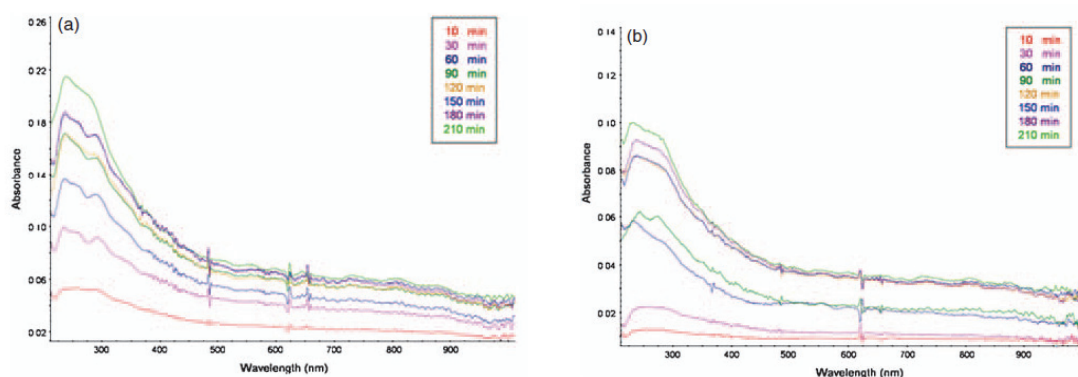 (a)
0.26
0.22
0.18
0.14
0.10
0.06
0.02
Absorbance
300 400 500 600 700 800 900
Wavelength (nm)
10 min
30 min
60 min
90 min
120 min
150 min
180 min
210 min
(b)
0.14
0.12
0.10
0.08
0.06
0.04
0.02
Absorbance
300 400 500 600 700 800 900
Wavelength (nm)
10 min
30 min
60 min
90 min
120 min
150 min
180 min
210 min